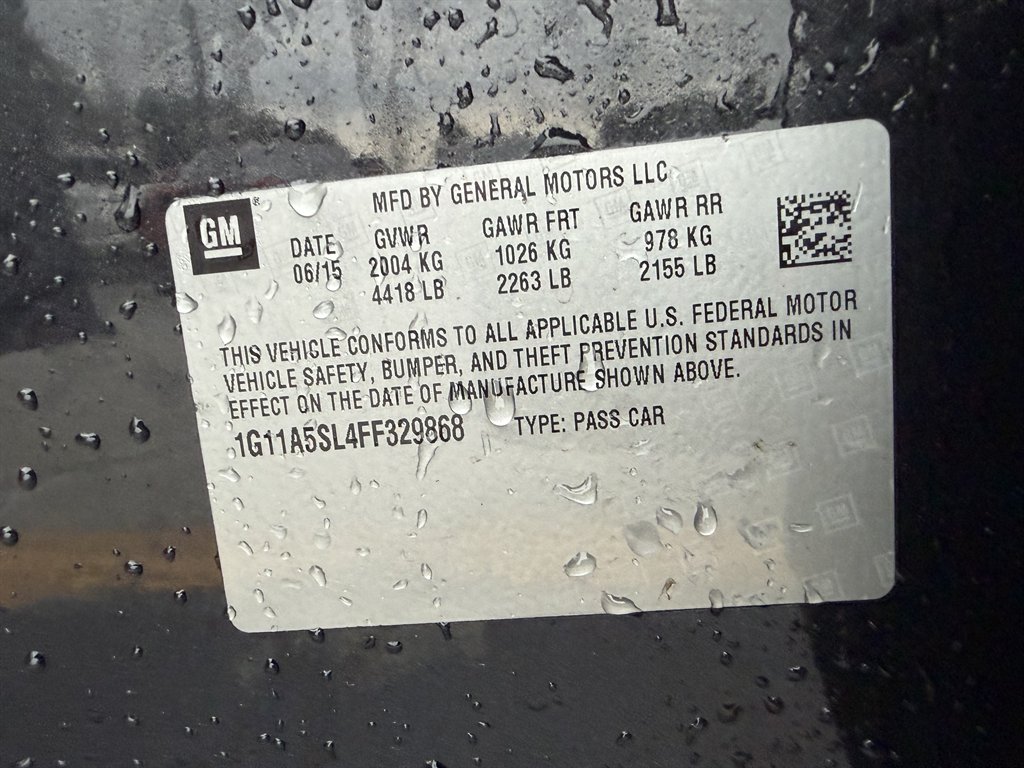 MFD BY GENERAL MOTORS LLC
GM
®
DATE GVWR GAWR FRT GAWR RR
06/15 2004 KG 1026 KG 978 KG
4418 LB 2263 LB 2155 LB
THIS VEHICLE CONFORMS TO ALL APPLICABLE U.S. FEDERAL MOTOR
VEHICLE SAFETY, BUMPER, AND THEFT PREVENTION STANDARDS IN
EFFECT ON THE DATE OF MANUFACTURE SHOWN ABOVE.
1G11A5SL4FF329868 TYPE: PASS CAR